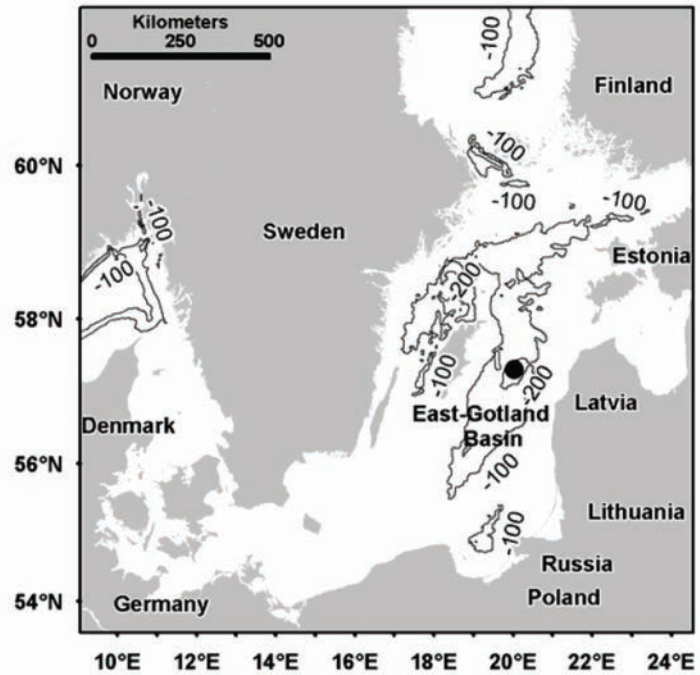 Kilometers
0 250 500
-100
Norway
Finland
60°N
-100
-100
-100
-100
Sweden
Estonia
-100
-200
58°N
-100
-200
East-Gotland
Basin
Latvia
Denmark
56°N
-100
-100
Lithuania
Russia
54°N
Germany
Poland
10°E 12°E 14°E 16°E 18°E 20°E 22°E 24°E